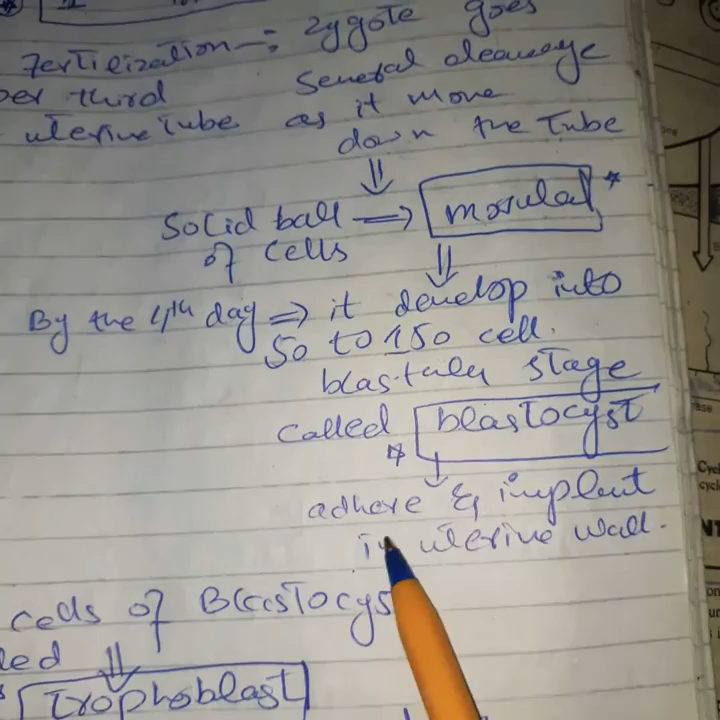 zygote goes
Fertilization -:
several cleavage
per third
uterine Tube as it move
down the Tube
Solid ball => morulal *
of cells
By the 4th day => it develop into
50 to 150 cell.
blastula stage
called blastocyst
adhere & implant
in uterine wall.
cells of Blastocys
led
Trophoblast